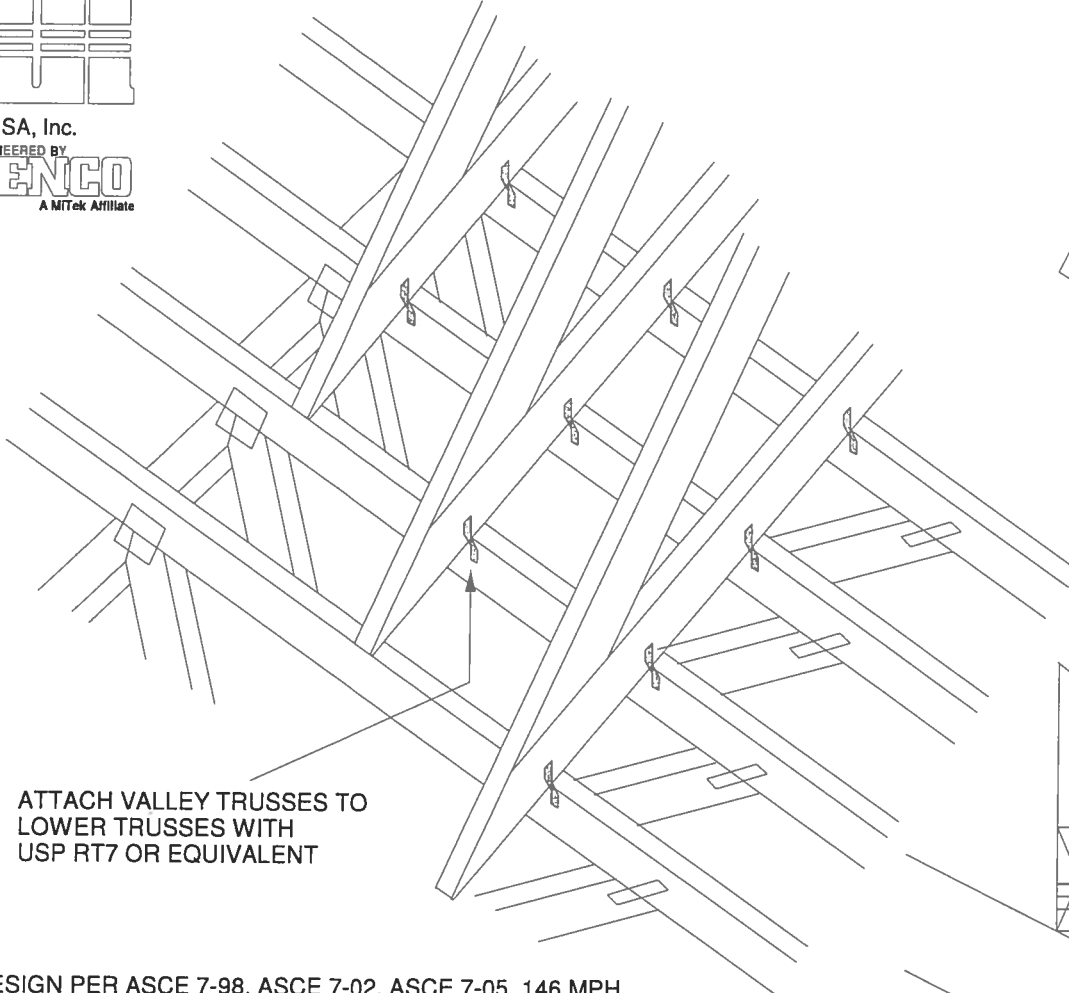 SA, Inc.
NEERED BY
ENCO
A MiTek Affiliate
ATTACH VALLEY TRUSSES TO
LOWER TRUSSES WITH
USP RT7 OR EQUIVALENT
ESIGN PER ASCE 7-98, ASCE 7-02, ASCE 7-05 146 MPH